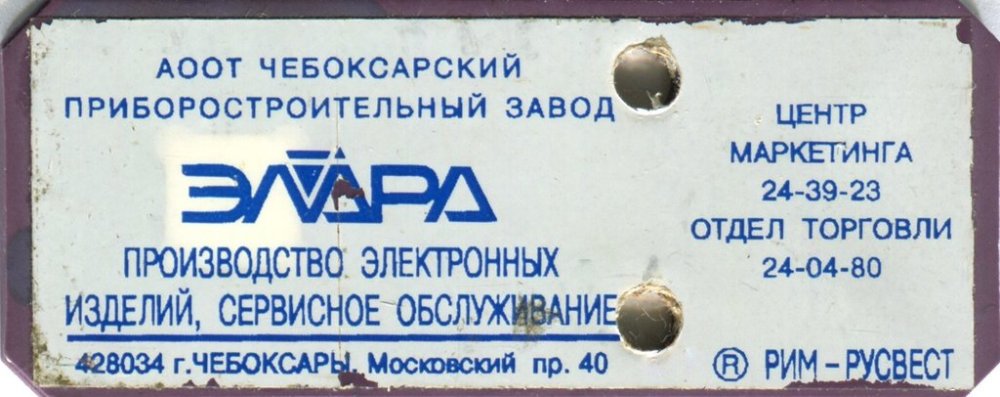 АООТ ЧЕБОКСАРСКИЙ
ПРИБОРОСТРОИТЕЛЬНЫЙ ЗАВОД
ЭЛАРА
ПРОИЗВОДСТВО ЭЛЕКТРОННЫХ
ИЗДЕЛИЙ, СЕРВИСНОЕ ОБСЛУЖИВАНИЕ
428034 г.ЧЕБОКСАРЫ, Московский пр. 40
ЦЕНТР
МАРКЕТИНГА
24-39-23
ОТДЕЛ ТОРГОВЛИ
24-04-80
® РИМ-РУСВЕСТ